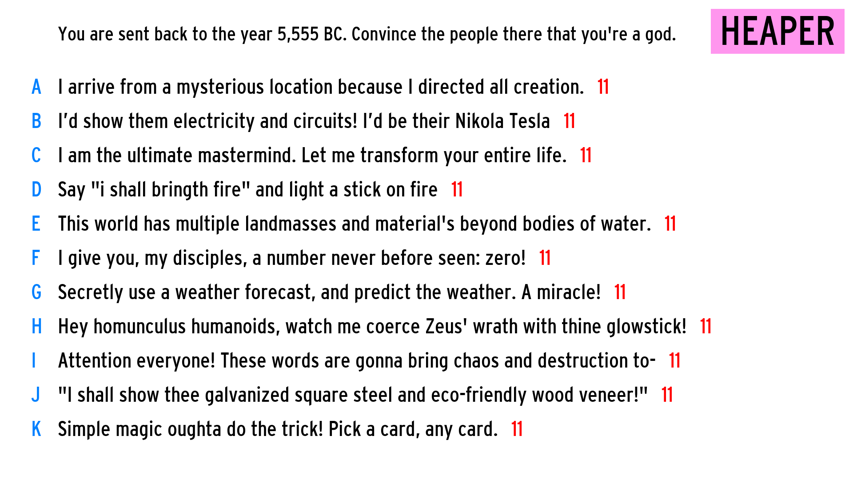 You are sent back to the year 5,555 BC. Convince the people there that you're a god.
HEAPER
A I arrive from a mysterious location because I directed all creation. 11
B I'd show them electricity and circuits! I'd be their Nikola Tesla 11
C I am the ultimate mastermind. Let me transform your entire life. 11
D Say "i shall bringth fire" and light a stick on fire 11
E This world has multiple landmasses and material's beyond bodies of water. 11
F I give you, my disciples, a number never before seen: zero! 11
G Secretly use a weather forecast, and predict the weather. A miracle! 11
H Hey homunculus humanoids, watch me coerce Zeus' wrath with thine glowstick! 11
I Attention everyone! These words are gonna bring chaos and destruction to- 11
J "I shall show thee galvanized square steel and eco-friendly wood veneer!" 11
K Simple magic oughta do the trick! Pick a card, any card. 11